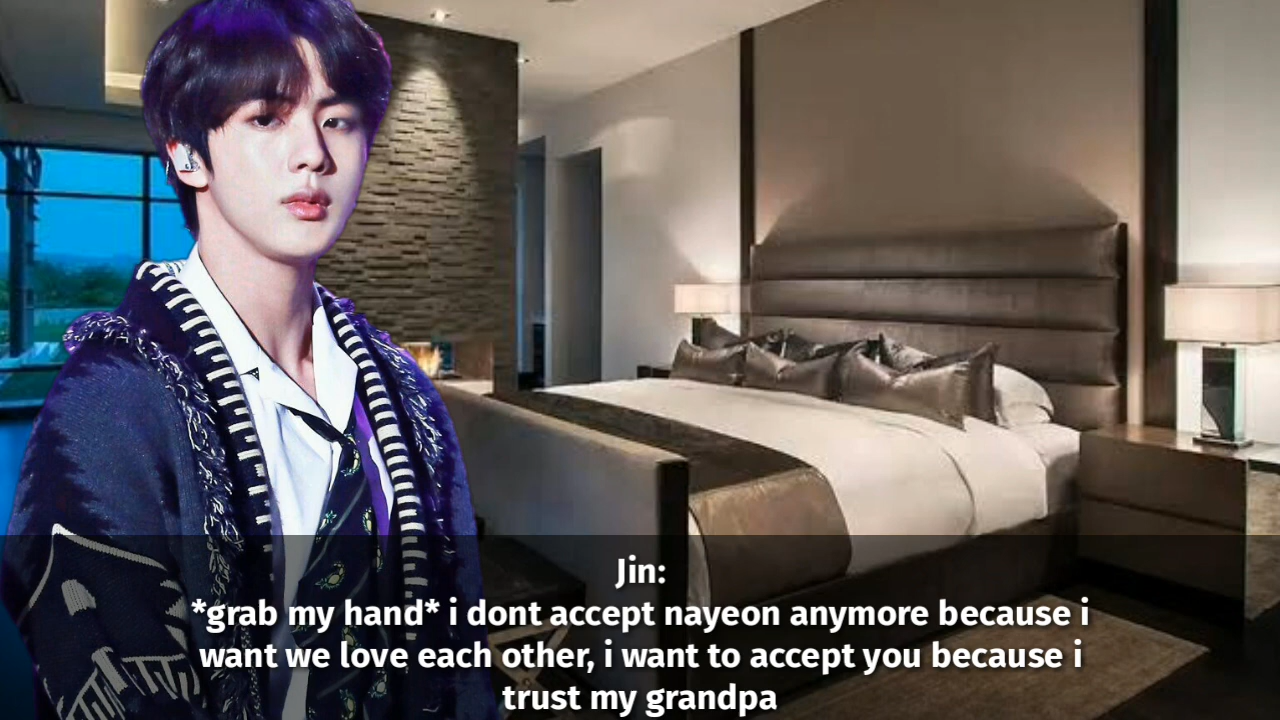 Jin:
*grab my hand* i dont accept nayeon anymore because i
want we love each other, i want to accept you because i
trust my grandpa